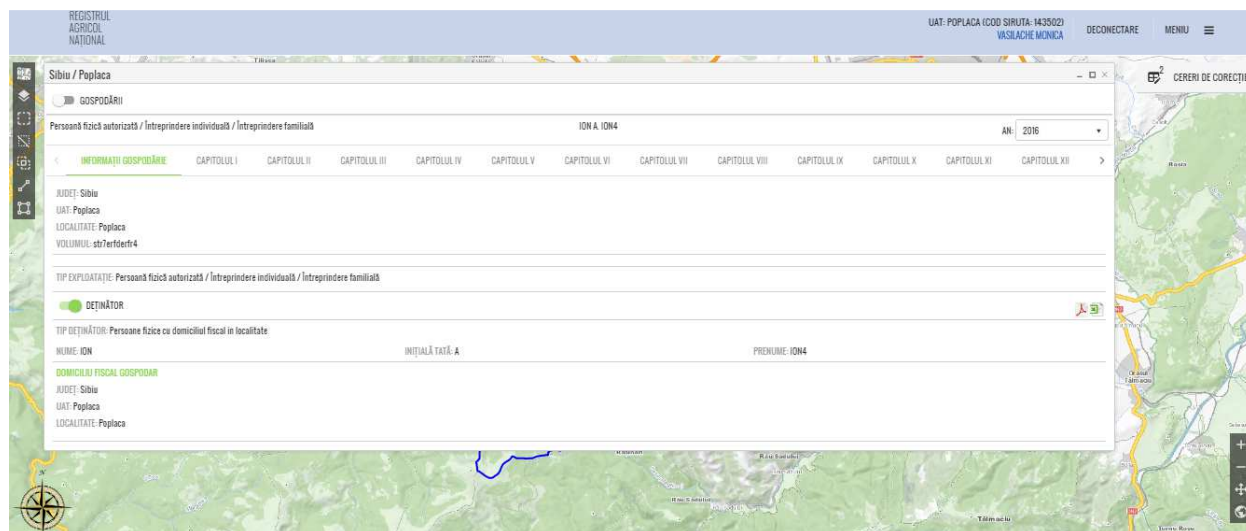 REGISTRUL
AGRICOL
NAȚIONAL
UAT: POPLACA (COD SIRUTA: 143502)
VASILACHE MONICA
DECONECTARE
MENIU
Sibiu / Poplaca
2 CERERI DE CORECȚIE
GOSPODĂRII
Persoană fizică autorizată / Întreprindere individuală / Întreprindere familială ION A. ION4
AN: 2016
INFORMAȚII GOSPODĂRIE CAPITOLUL I CAPITOLUL II CAPITOLUL III CAPITOLUL IV CAPITOLUL V CAPITOLUL VI CAPITOLUL VII CAPITOLUL VIII CAPITOLUL IX CAPITOLUL X CAPITOLUL XI CAPITOLUL XII
JUDEȚ: Sibiu
UAT: Poplaca
LOCALITATE: Poplaca
VOLUMUL: str7erfderfr4
TIP EXPLOATAȚIE: Persoană fizică autorizată / Întreprindere individuală / Întreprindere familială
DEȚINĂTOR
TIP DEȚINĂTOR: Persoane fizice cu domiciliul fiscal in localitate
NUME: ION INIȚIALĂ TATĂ: A PRENUME: ION4
DOMICILIU FISCAL GOSPODAR
JUDEȚ: Sibiu
UAT: Poplaca
LOCALITATE: Poplaca
Tălmaciu